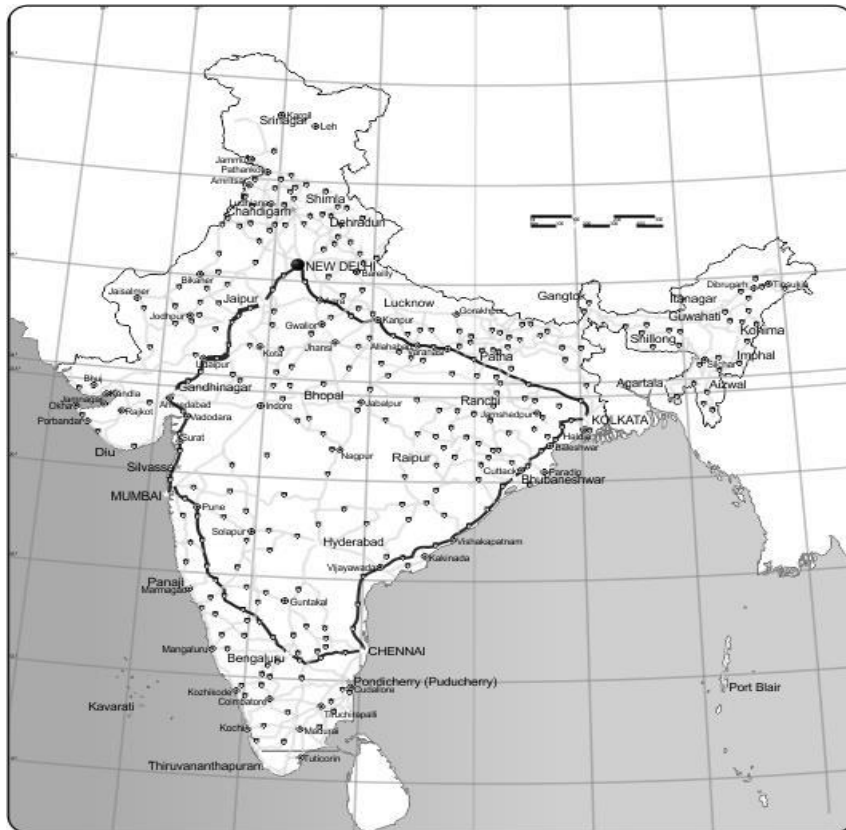 Kargil
Srinagar
Leh
Jammu
Pathankot
Amritsar
Shimla
Ludhiana
Chandigarh
Dehradun
NEW DELHI
Bareilly
Bikaner
Jaisalmer
Jaipur
Agra
Lucknow
Gorakhpur
Gangtok
Dibrugarh
Tinsukia
Itanagar
Guwahati
Jodhpur
Gwalior
Kanpur
Kohima
Jhansi
Allahabad
Varanasi
Shillong
Kota
Patna
Imphal
Silchar
Udaipur
Bhuj
Gandhinagar
Agartala
Aizwal
Kandla
Bhopal
Ranchi
Jamnagar
Okha
Ahmedabad
Indore
Jabalpur
Rajkot
Vadodara
Jamshedpur
Porbandar
KOLKATA
Surat
Haldia
Diu
Nagpur
Raipur
Baleshwar
Silvassa
Cuttack
Paradip
MUMBAI
Bhubaneshwar
Pune
Solapur
Hyderabad
Vishakapatnam
Kakinada
Vijayawada
Panaji
Marmagao
Guntakal
Mangaluru
CHENNAI
Bengaluru
Pondicherry (Puducherry)
Kozhikode
Cudallore
Port Blair
Coimbatore
Kavarati
Tiruchirapalli
Kochi
Madurai
Tuticorin
Thiruvananthapuram